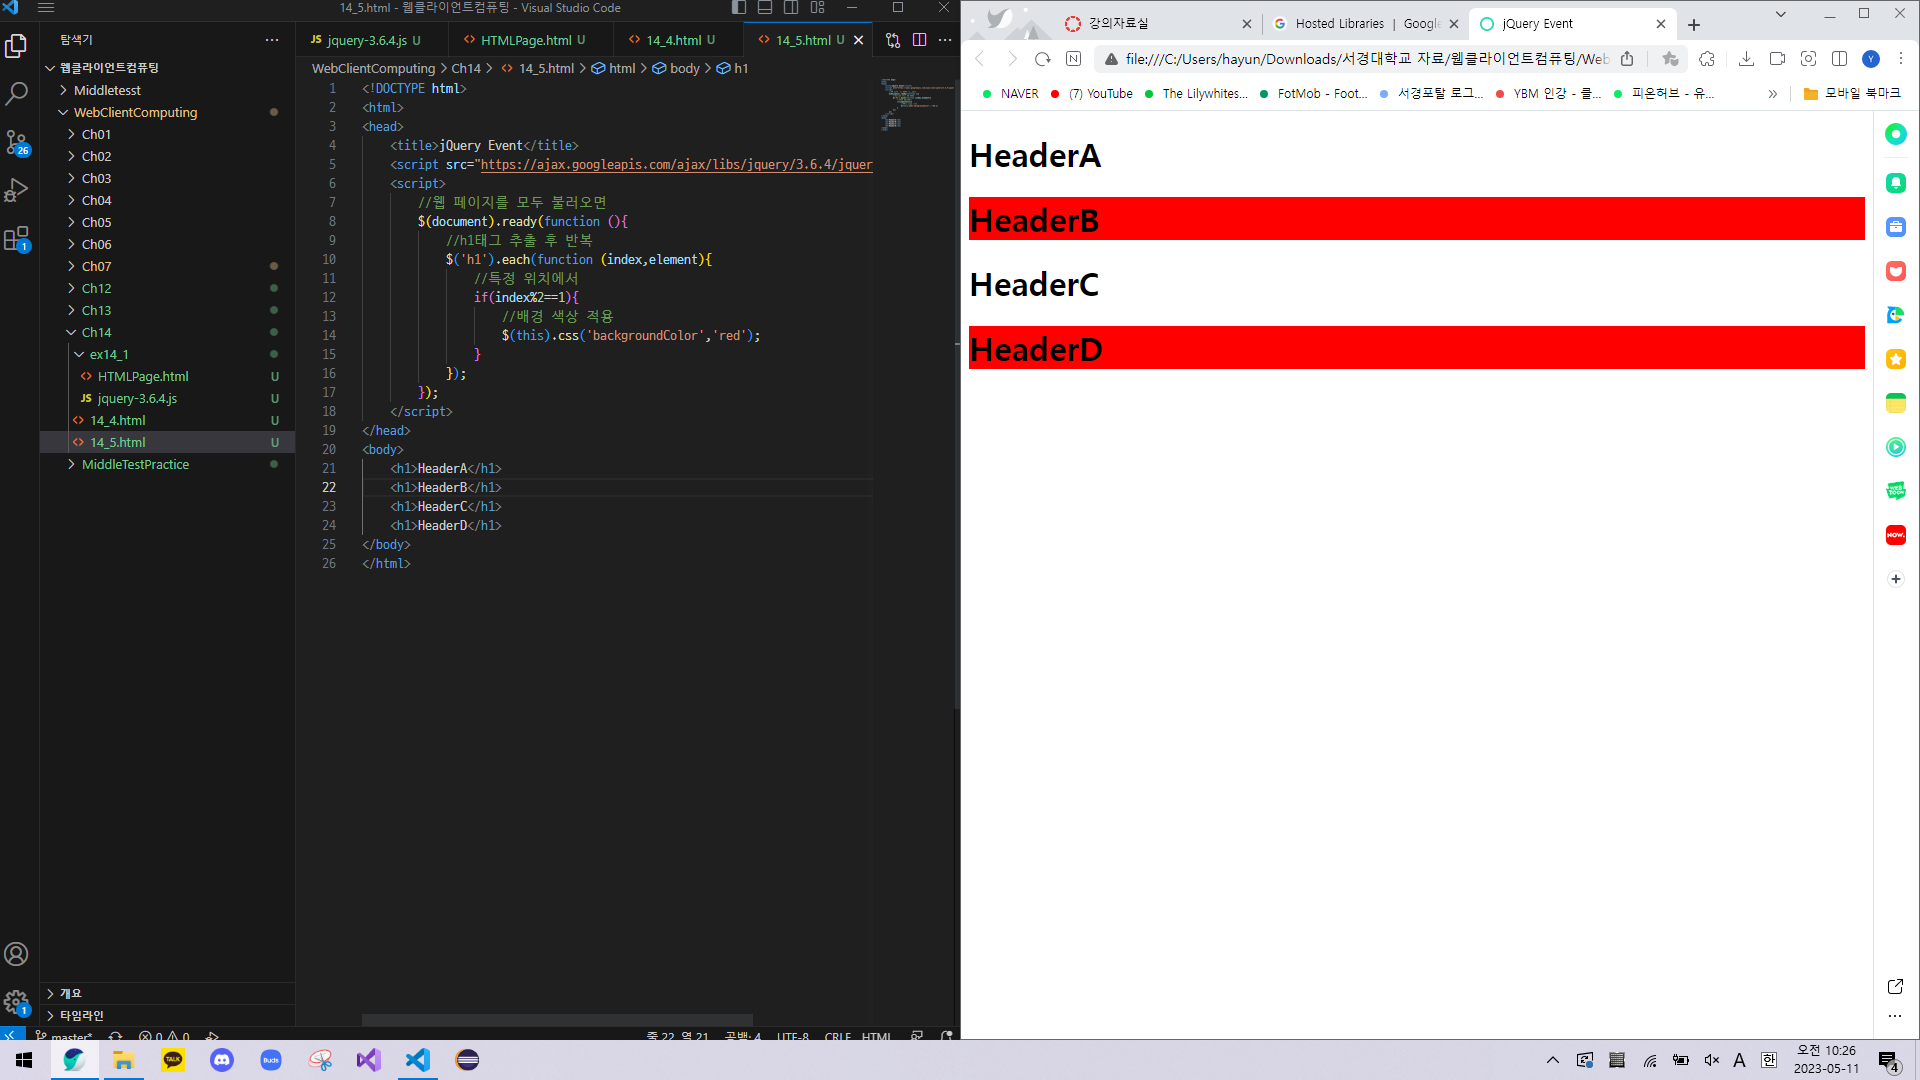 14_5.html - 웹클라이언트컴퓨팅 - Visual Studio Code
탐색기
웹클라이언트컴퓨팅
Middletesst
WebClientComputing
Ch01
Ch02
Ch03
Ch04
Ch05
Ch06
Ch07
Ch12
Ch13
Ch14
ex14_1
HTMLPage.html U
JS jquery-3.6.4.js U
14_4.html U
14_5.html U
MiddleTestPractice
개요
타임라인
26
1
1
JS jquery-3.6.4.js U HTMLPage.html U 14_4.html U 14_5.html U
WebClientComputing > Ch14 > 14_5.html > html > body > h1
1 <!DOCTYPE html>
2 <html>
3 <head>
4 <title>jQuery Event</title>
5 <script src="https://ajax.googleapis.com/ajax/libs/jquery/3.6.4/jquer
6 <script>
7 //웹 페이지를 모두 불러오면
8 $(document).ready(function (){
9 //h1태그 추출 후 반복
10 $('h1').each(function (index,element){
11 //특정 위치에서
12 if(index%2==1){
13 //배경 색상 적용
14 $(this).css('backgroundColor','red');
15 }
16 });
17 });
18 </script>
19 </head>
20 <body>
21 <h1>HeaderA</h1>
22 <h1>HeaderB</h1>
23 <h1>HeaderC</h1>
24 <h1>HeaderD</h1>
25 </body>
26 </html>
master* 0 0 줄 22, 열 21 공백: 4 UTF-8 CRLF HTML
강의자료실 Hosted Libraries | Google jQuery Event
N file:///C:/Users/hayun/Downloads/서경대학교 자료/웹클라이언트컴퓨팅/Web Y
NAVER (7) YouTube The Lilywhites... FotMob - Foot... 서경포탈 로그... YBM 인강 - 클... 피온허브 - 유... » 모바일 북마크
HeaderA
HeaderB
HeaderC
HeaderD
WEB TOON
NOW.
TALK Buds A 한
오전 10:26
2023-05-11
4